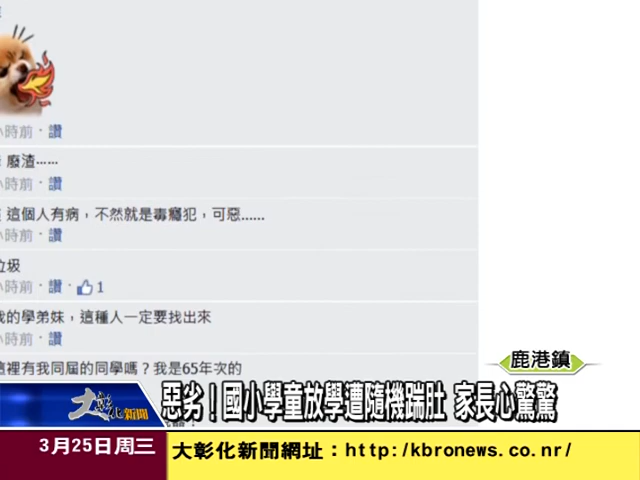 小時前 · 讚
廢渣……
小時前 · 讚
這個人有病，不然就是毒癮犯，可惡......
小時前 · 讚
垃圾
小時前 · 讚 · 1
我的學弟妹，這種人一定要找出來
小時前 · 讚
這裡有我同屆的同學嗎？我是65年次的
鹿港鎮
大彰化新聞
惡劣！國小學童放學遭隨機踹肚 家長心驚驚
3月25日周三
大彰化新聞網址：http:/kbronews.co.nr/